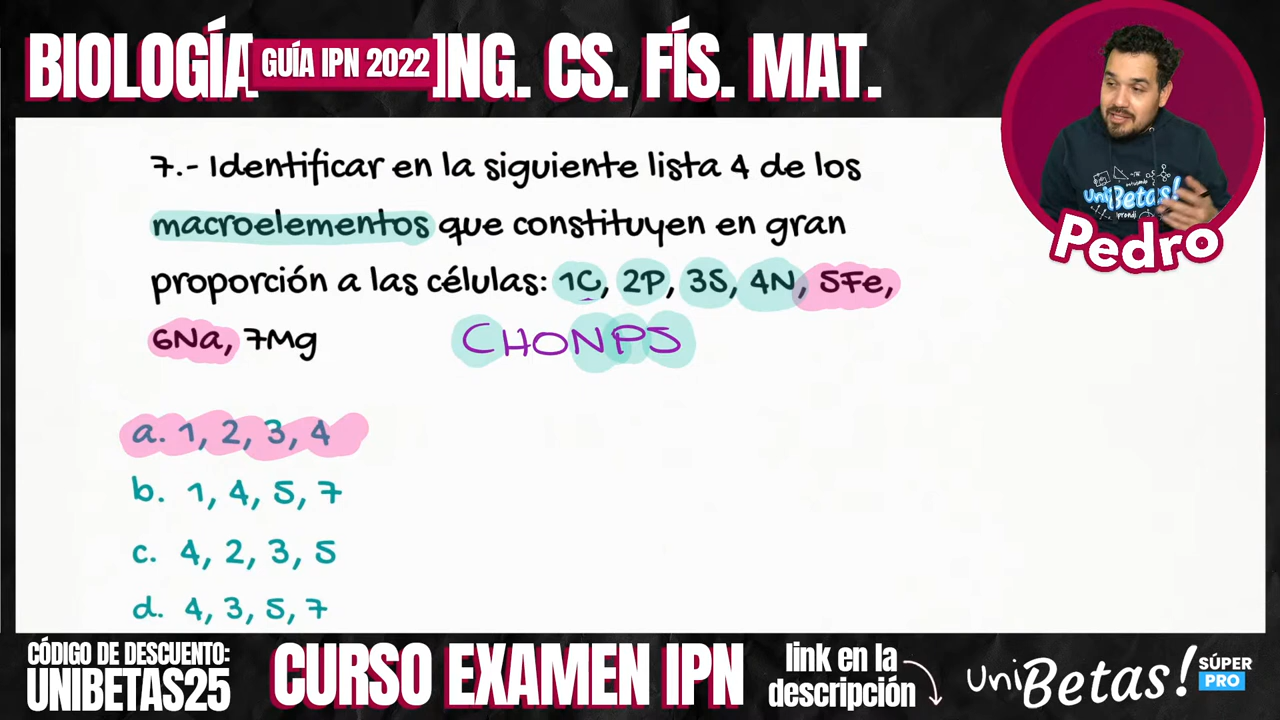 BIOLOGÍA[GUÍA IPN 2022]ING. CS. FÍS. MAT.
7.- Identificar en la siguiente lista 4 de los
macroelementos que constituyen en gran
proporción a las células: 1C, 2P, 3S, 4N, 5Fe,
6Na, 7Mg
CHONPS
a. 1, 2, 3, 4
b. 1, 4, 5, 7
c. 4, 2, 3, 5
d. 4, 3, 5, 7
UniBetas!
Pedro
CÓDIGO DE DESCUENTO:
UNIBETAS25
CURSO EXAMEN IPN
link en la
descripción
uniBetas!
SÚPER
PRO